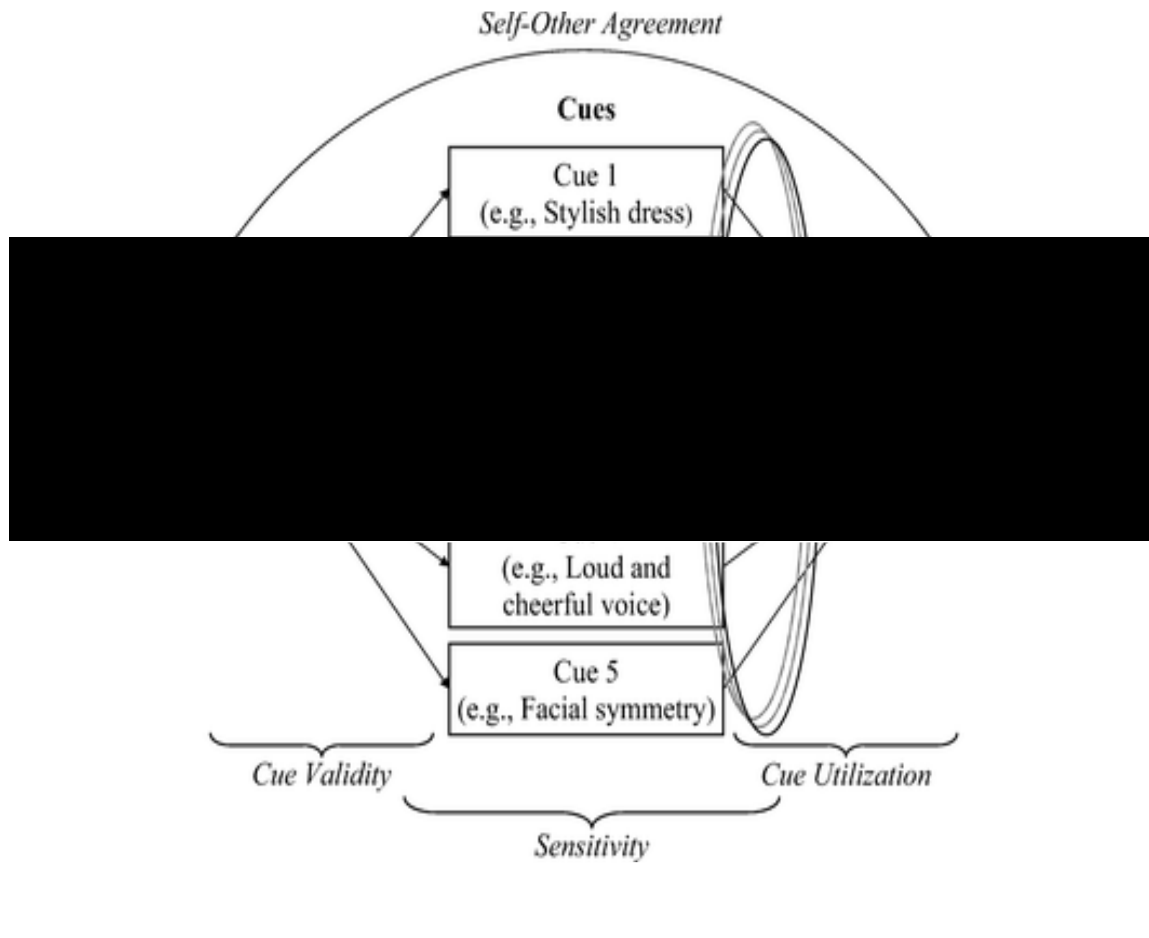 Self-Other Agreement
Cues
Cue 1
(e.g., Stylish dress)
(e.g., Loud and
cheerful voice)
Cue 5
(e.g., Facial symmetry)
Cue Validity
Cue Utilization
Sensitivity